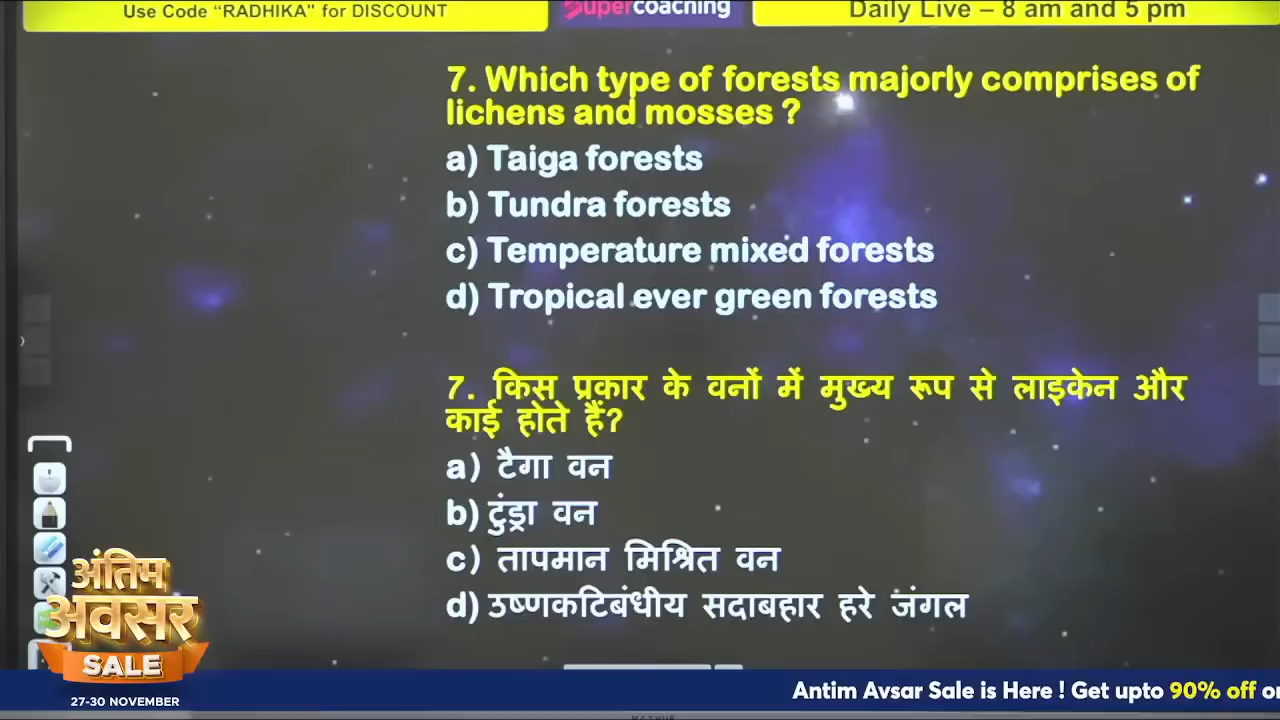 Use Code “RADHIKA” for DISCOUNT
supercoaching
Daily Live – 8 am and 5 pm
7. Which type of forests majorly comprises of
lichens and mosses ?
a) Taiga forests
b) Tundra forests
c) Temperature mixed forests
d) Tropical ever green forests
7. किस प्रकार के वनों में मुख्य रूप से लाइकेन और
काई होते हैं?
a) टैगा वन
b) टुंड्रा वन
c) तापमान मिश्रित वन
d) उष्णकटिबंधीय सदाबहार हरे जंगल
अंतिम
अवसर
SALE
27-30 NOVEMBER
Antim Avsar Sale is Here ! Get upto 90% off